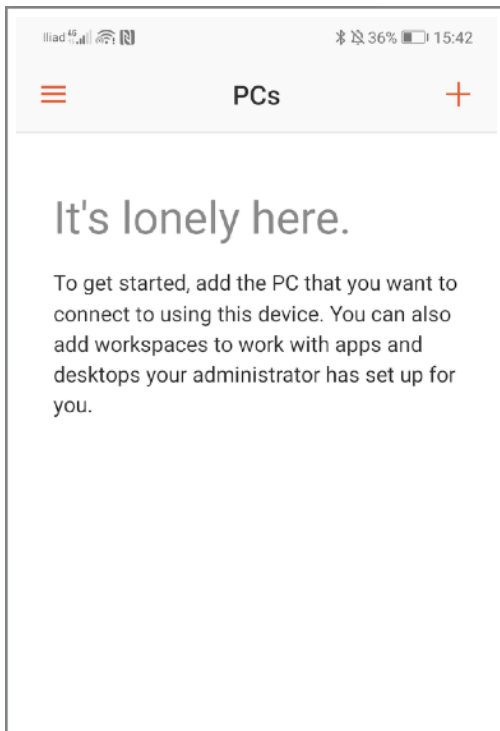 Iliad 4G 36% 15:42
PCs
It's lonely here.
To get started, add the PC that you want to
connect to using this device. You can also
add workspaces to work with apps and
desktops your administrator has set up for
you.